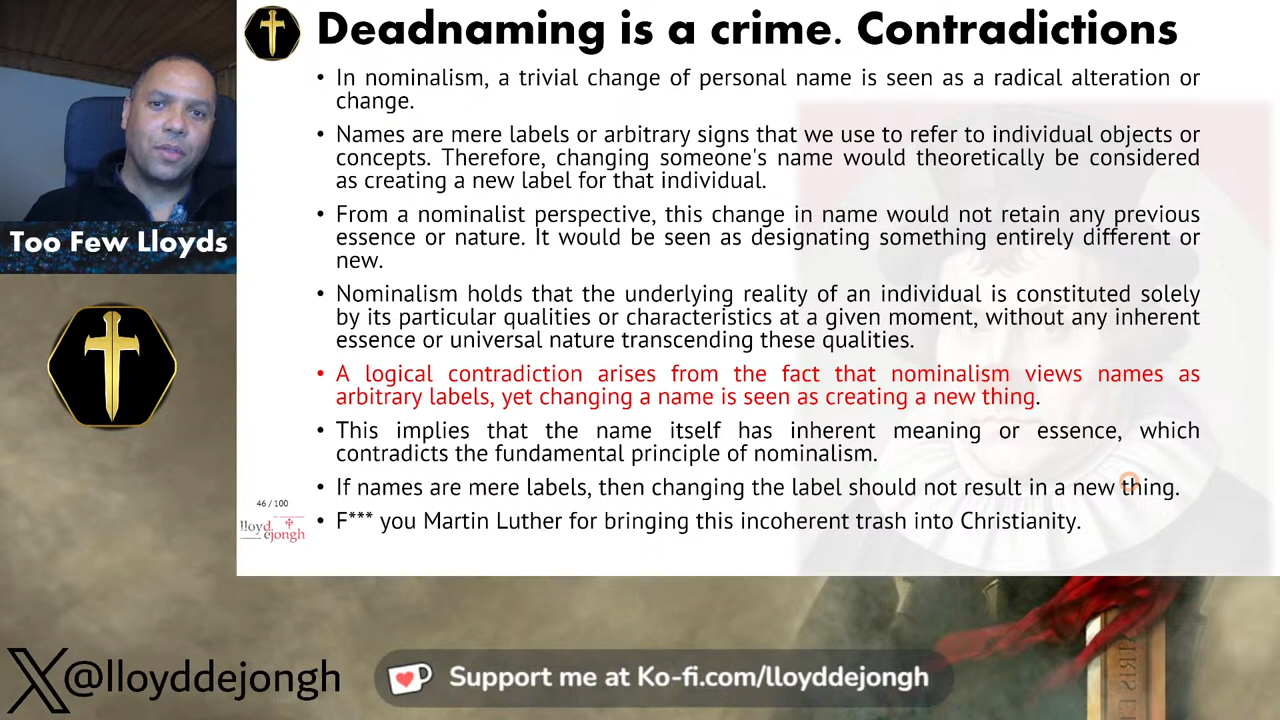 Deadnaming is a crime. Contradictions
• In nominalism, a trivial change of personal name is seen as a radical alteration or
change.
• Names are mere labels or arbitrary signs that we use to refer to individual objects or
concepts. Therefore, changing someone's name would theoretically be considered
as creating a new label for that individual.
• From a nominalist perspective, this change in name would not retain any previous
essence or nature. It would be seen as designating something entirely different or
new.
• Nominalism holds that the underlying reality of an individual is constituted solely
by its particular qualities or characteristics at a given moment, without any inherent
essence or universal nature transcending these qualities.
• A logical contradiction arises from the fact that nominalism views names as
arbitrary labels, yet changing a name is seen as creating a new thing.
• This implies that the name itself has inherent meaning or essence, which
contradicts the fundamental principle of nominalism.
• If names are mere labels, then changing the label should not result in a new thing.
• F*** you Martin Luther for bringing this incoherent trash into Christianity.
Too Few Lloyds
46 / 100
lloyd.
ejongh
X@lloyddejongh
Support me at Ko-fi.com/lloyddejongh